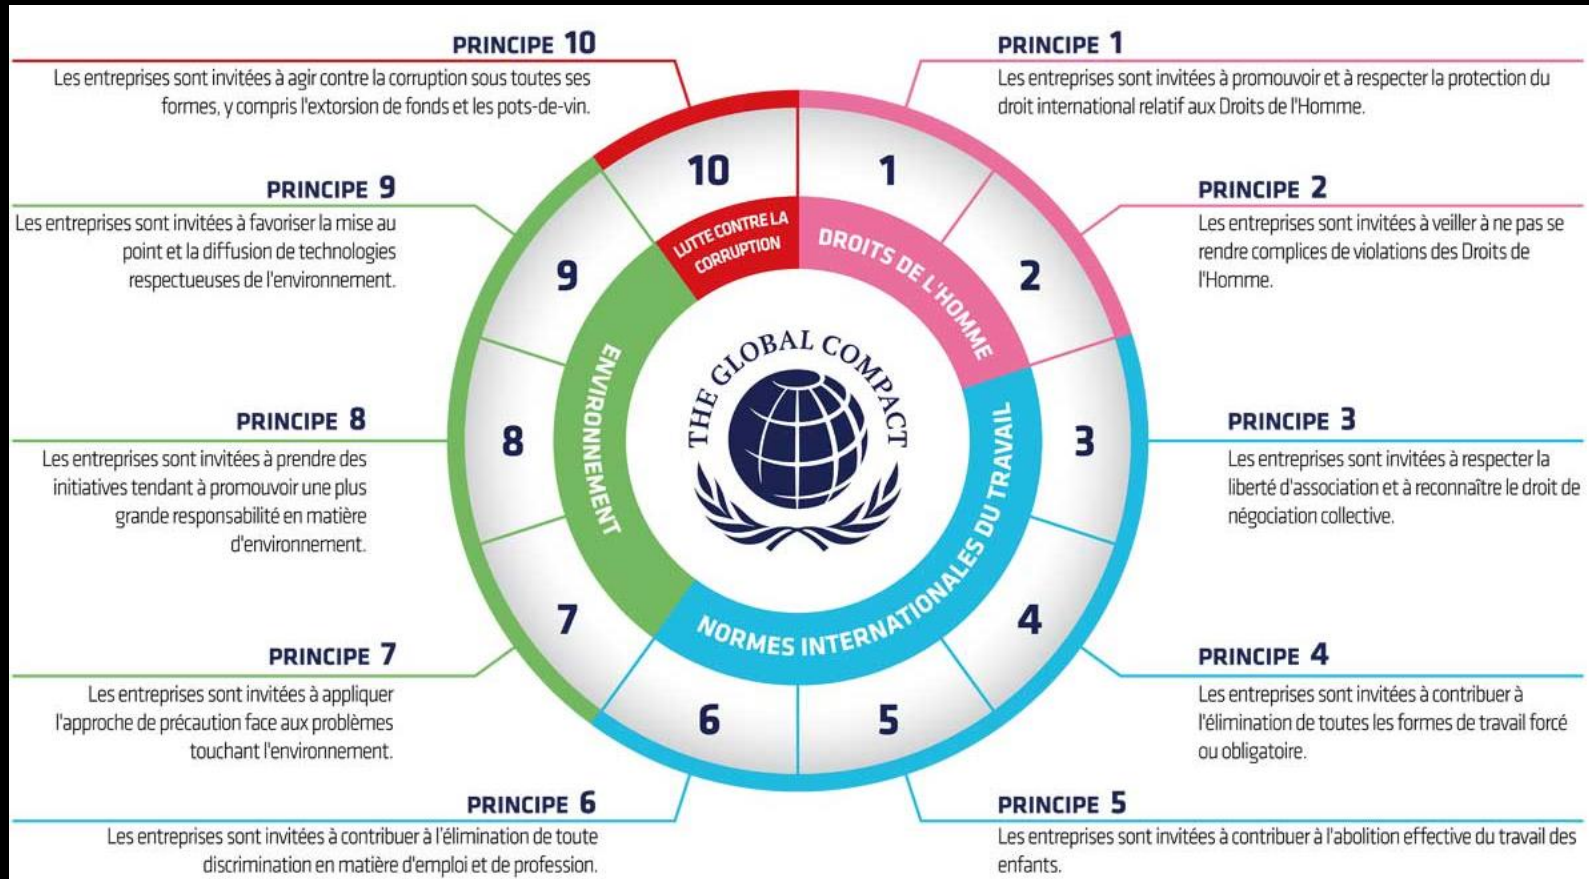 PRINCIPE 10
Les entreprises sont invitées à agir contre la corruption sous toutes ses
formes, y compris l'extorsion de fonds et les pots-de-vin.
PRINCIPE 1
Les entreprises sont invitées à promouvoir et à respecter la protection du
droit international relatif aux Droits de l'Homme.
PRINCIPE 9
Les entreprises sont invitées à favoriser la mise au
point et la diffusion de technologies
respectueuses de l'environnement.
PRINCIPE 2
Les entreprises sont invitées à veiller à ne pas se
rendre complices de violations des Droits de
l'Homme.
PRINCIPE 8
Les entreprises sont invitées à prendre des
initiatives tendant à promouvoir une plus
grande responsabilité en matière
d'environnement.
PRINCIPE 3
Les entreprises sont invitées à respecter la
liberté d'association et à reconnaître le droit de
négociation collective.
PRINCIPE 7
Les entreprises sont invitées à appliquer
l'approche de précaution face aux problèmes
touchant l'environnement.
PRINCIPE 4
Les entreprises sont invitées à contribuer à
l'élimination de toutes les formes de travail forcé
ou obligatoire.
PRINCIPE 6
Les entreprises sont invitées à contribuer à l'élimination de toute
discrimination en matière d'emploi et de profession.
PRINCIPE 5
Les entreprises sont invitées à contribuer à l'abolition effective du travail des
enfants.
10
1
9
2
8
3
7
4
6
5
LUTTE CONTRE LA
CORRUPTION
DROITS DE L'HOMME
ENVIRONNEMENT
NORMES INTERNATIONALES DU TRAVAIL
THE GLOBAL COMPACT